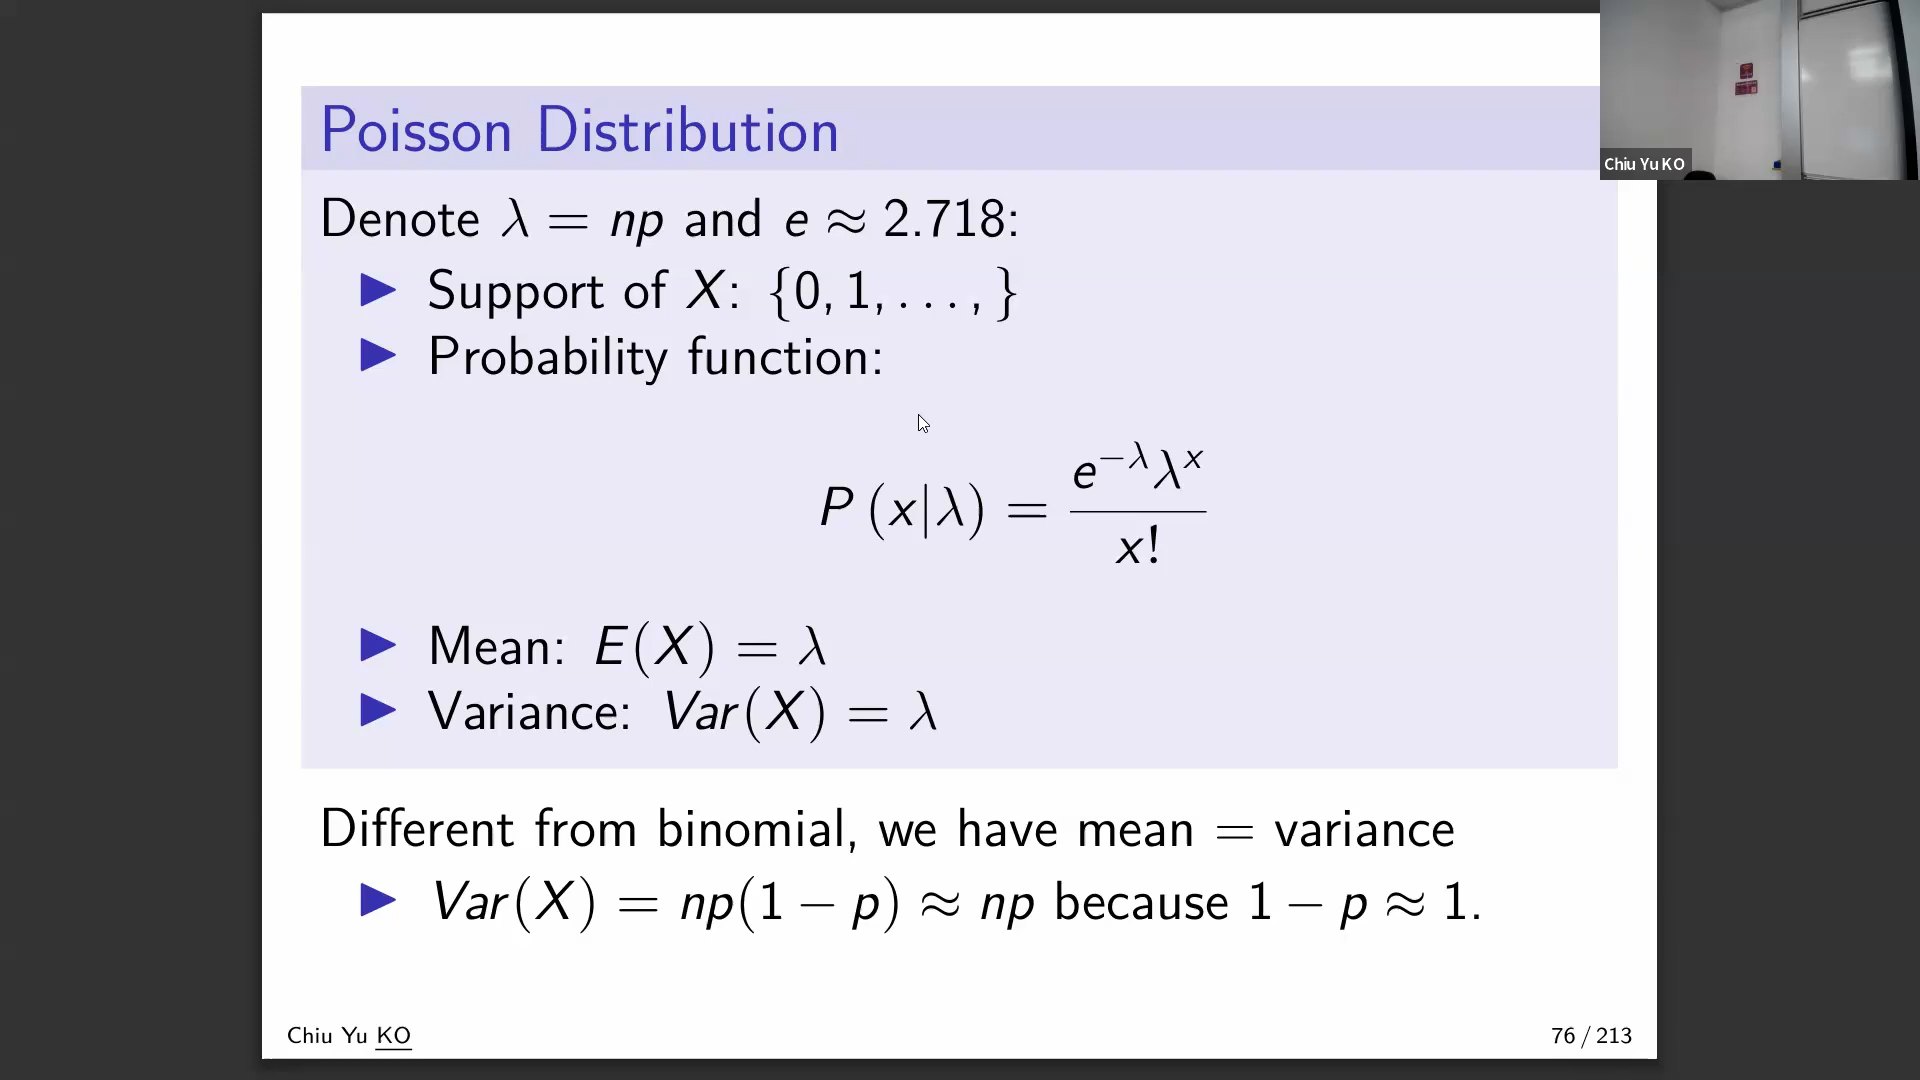 Poisson Distribution
Chiu Yu KO
Denote λ = np and e ≈ 2.718:
▶ Support of X: {0, 1, . . . , }
▶ Probability function:
P (x|λ) = e^{−λ}λ^x / x!
▶ Mean: E(X) = λ
▶ Variance: Var(X) = λ
Different from binomial, we have mean = variance
▶ Var(X) = np(1 − p) ≈ np because 1 − p ≈ 1.
Chiu Yu KO
76 / 213